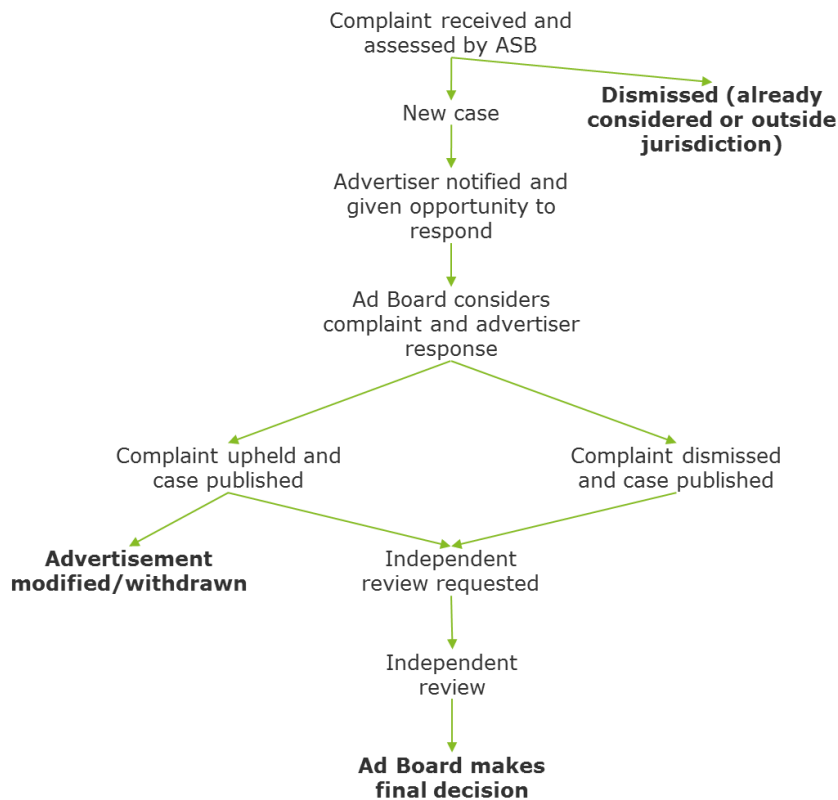 Complaint received and
assessed by ASB
Dismissed (already
considered or outside
jurisdiction)
New case
Advertiser notified and
given opportunity to
respond
Ad Board considers
complaint and advertiser
response
Complaint upheld and
case published
Complaint dismissed
and case published
Advertisement
modified/withdrawn
Independent
review requested
Independent
review
Ad Board makes
final decision